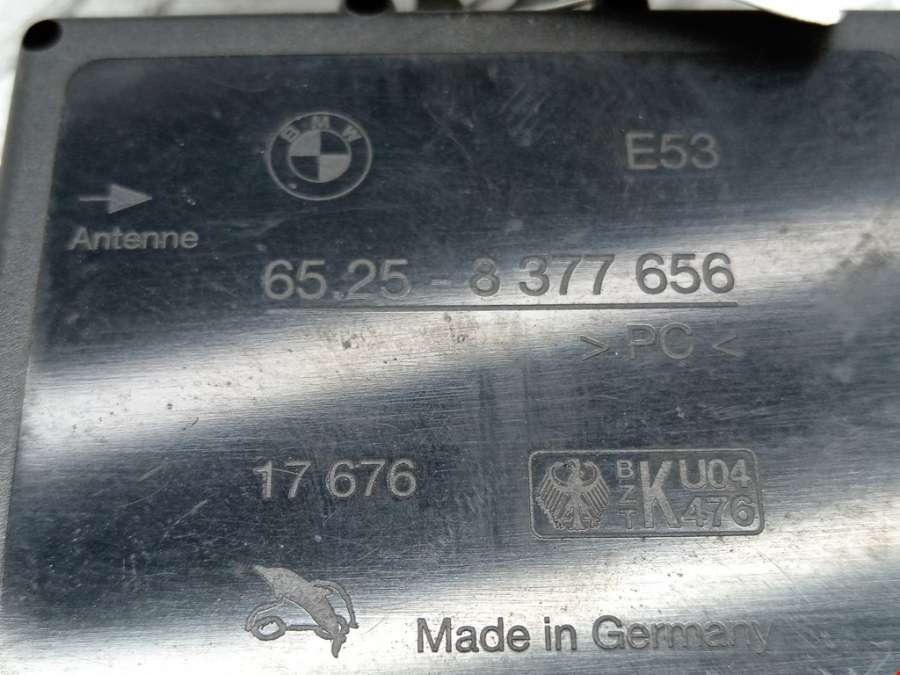 BMW
E53
Antenne
65.25 - 8 377 656
> PC <
17 676
BZT K U04 476
Made in Germany